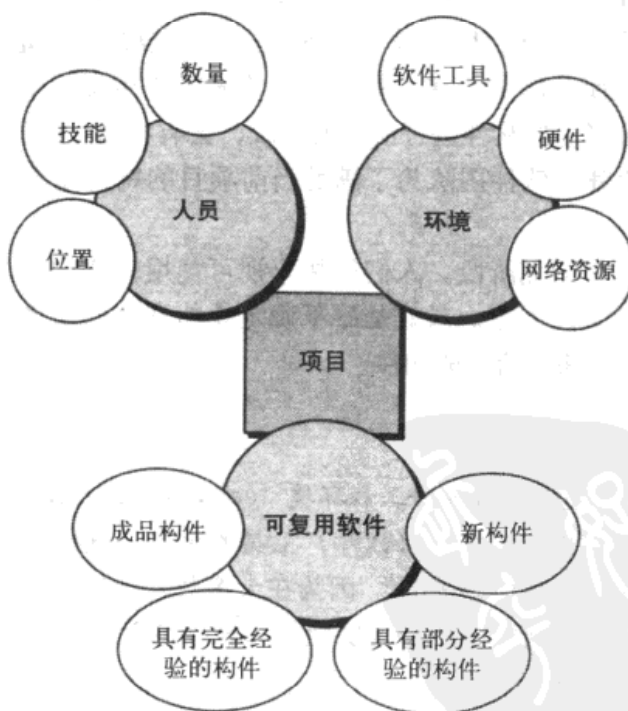 数量
软件工具
技能
硬件
人员
环境
位置
网络资源
项目
成品构件
可复用软件
新构件
具有完全经
验的构件
具有部分经
验的构件